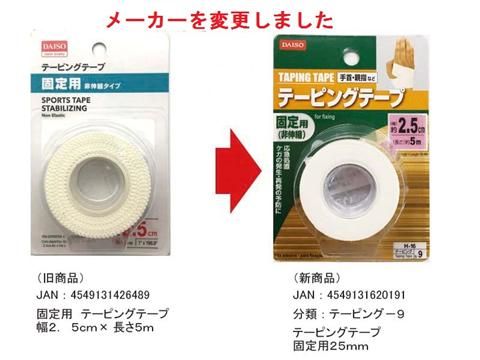 メーカーを変更しました
DAISO
テーピングテープ
固定用 非伸縮タイプ
SPORTS TAPE
STABILIZING
Non Elastic
2.5cm
DAISO
TAPING TAPE 手首・親指など
テーピングテープ
固定用
(非伸縮)
for fixing
約2.5cm
約5m
応急処置
ケガの発生・再発の予防に
H-16
テーピング
9
(旧商品)
JAN:4549131426489
固定用 テーピングテープ
幅2. 5cm×長さ5m
(新商品)
JAN:4549131620191
分類:テーピング-9
テーピングテープ
固定用25mm